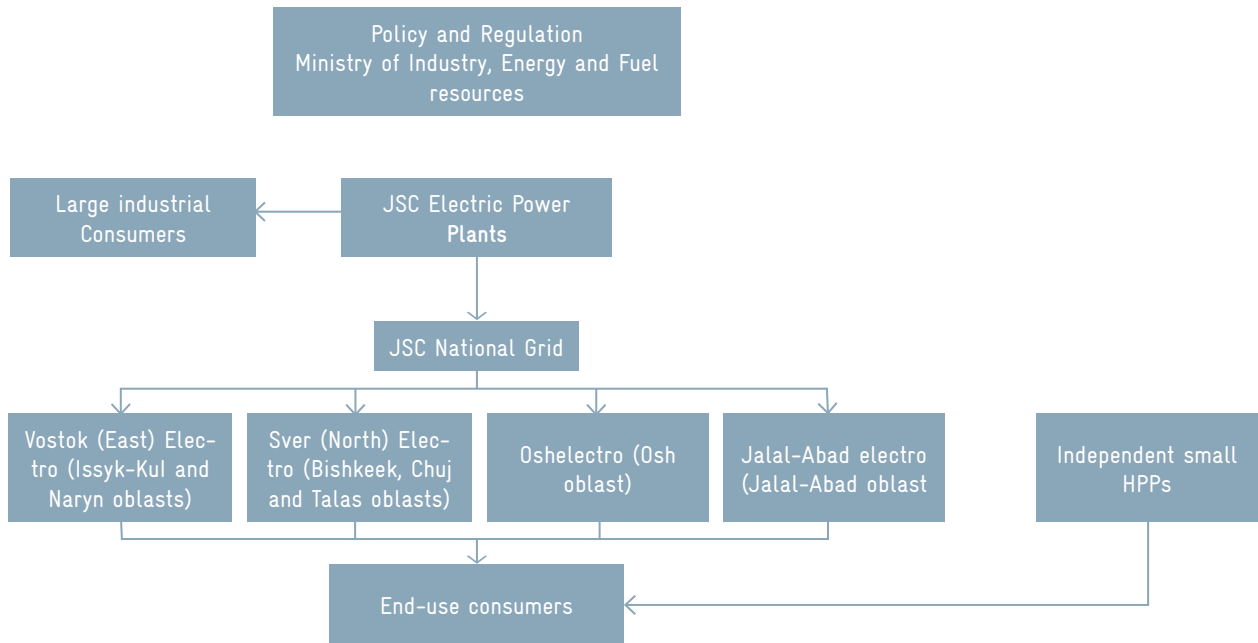 Policy and Regulation
Ministry of Industry, Energy and Fuel
resources
Large industrial
Consumers
JSC Electric Power
Plants
JSC National Grid
Vostok (East) Elec-
tro (Issyk-Kul and
Naryn oblasts)
Sver (North) Elec-
tro (Bishkeek, Chuj
and Talas oblasts)
Oshelectro (Osh
oblast)
Jalal-Abad electro
(Jalal-Abad oblast
Independent small
HPPs
End-use consumers